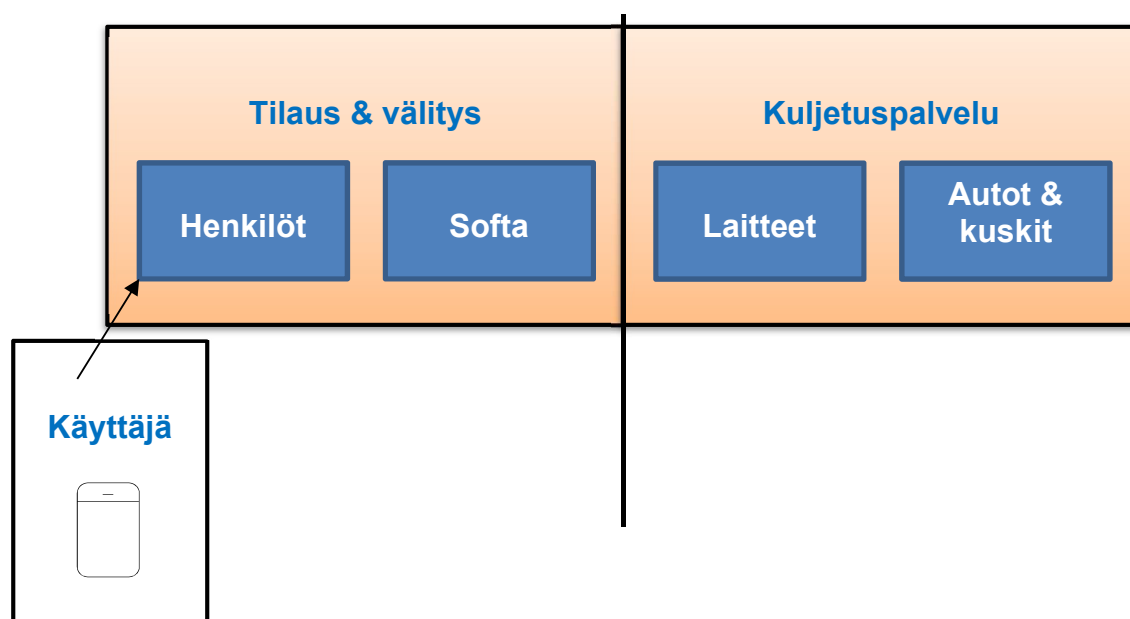 Tilaus & välitys
Kuljetuspalvelu
Henkilöt
Softa
Laitteet
Autot &
kuskit
Käyttäjä